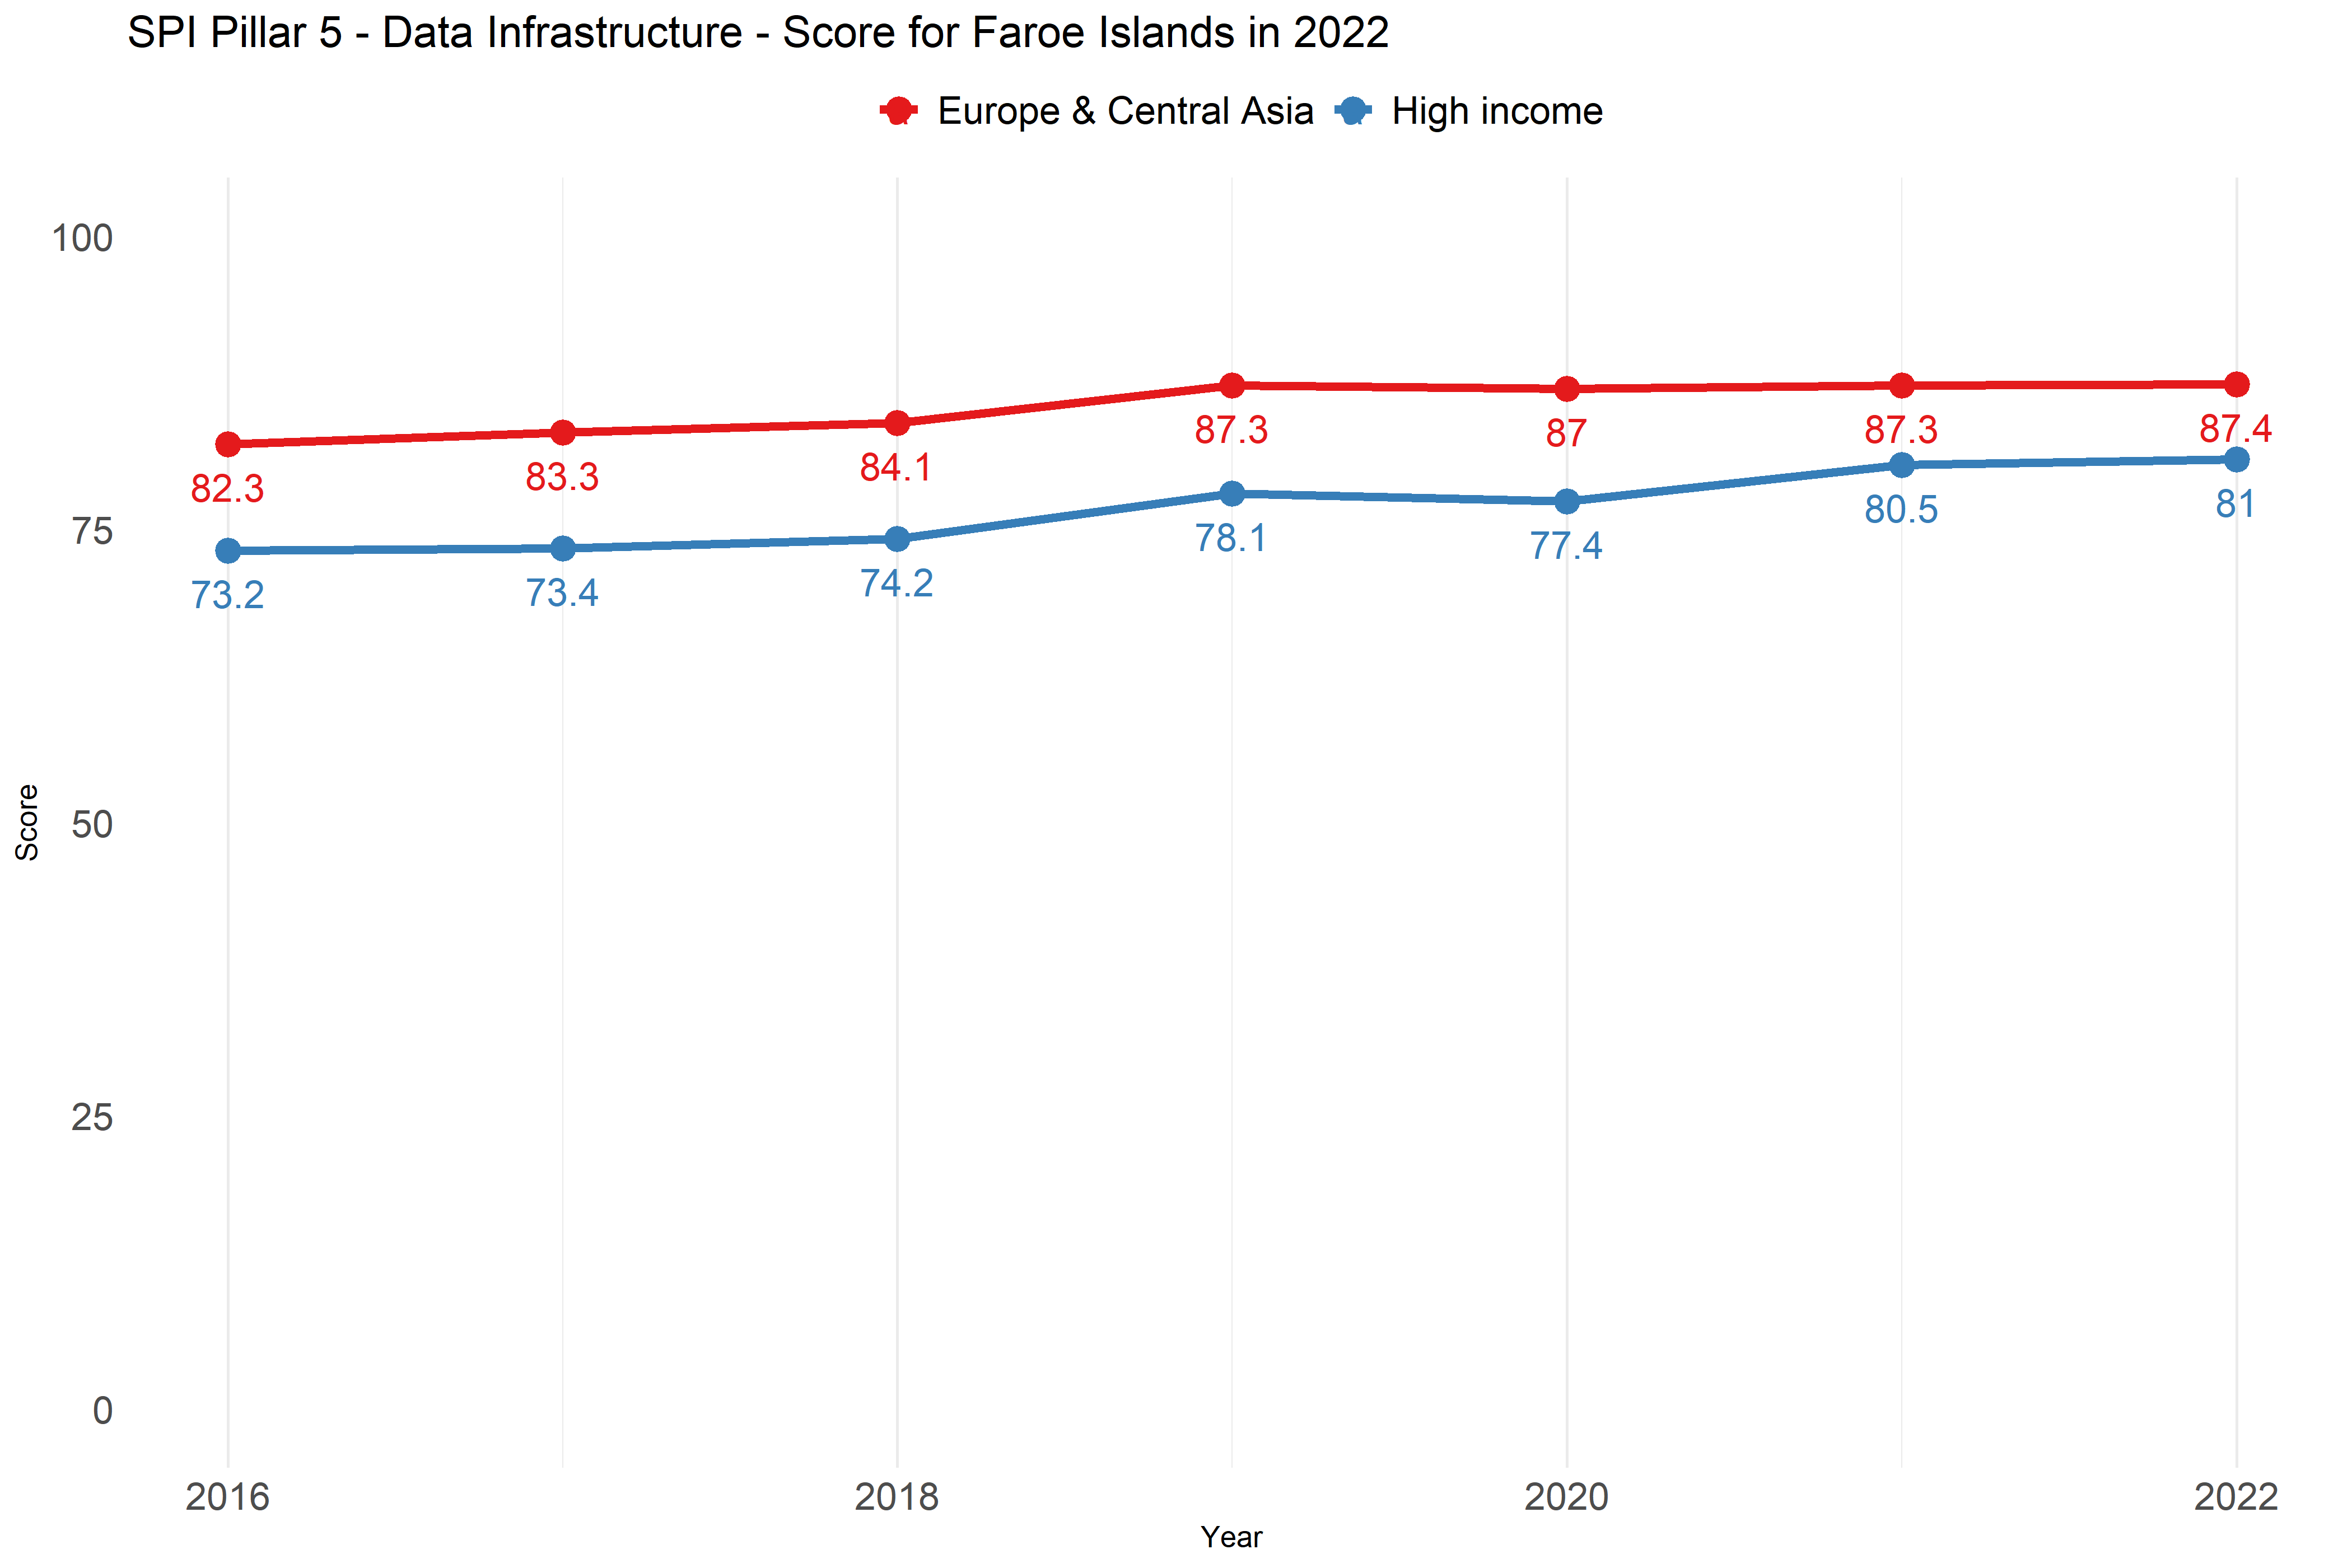 SPI Pillar 5 - Data Infrastructure - Score for Faroe Islands in 2022
Europe & Central Asia High income
100
75
50
25
0
Score
87.3 87 87.3 87.4
82.3 83.3 84.1
78.1 77.4 80.5 81
73.2 73.4 74.2
2016 2018 2020 2022
Year